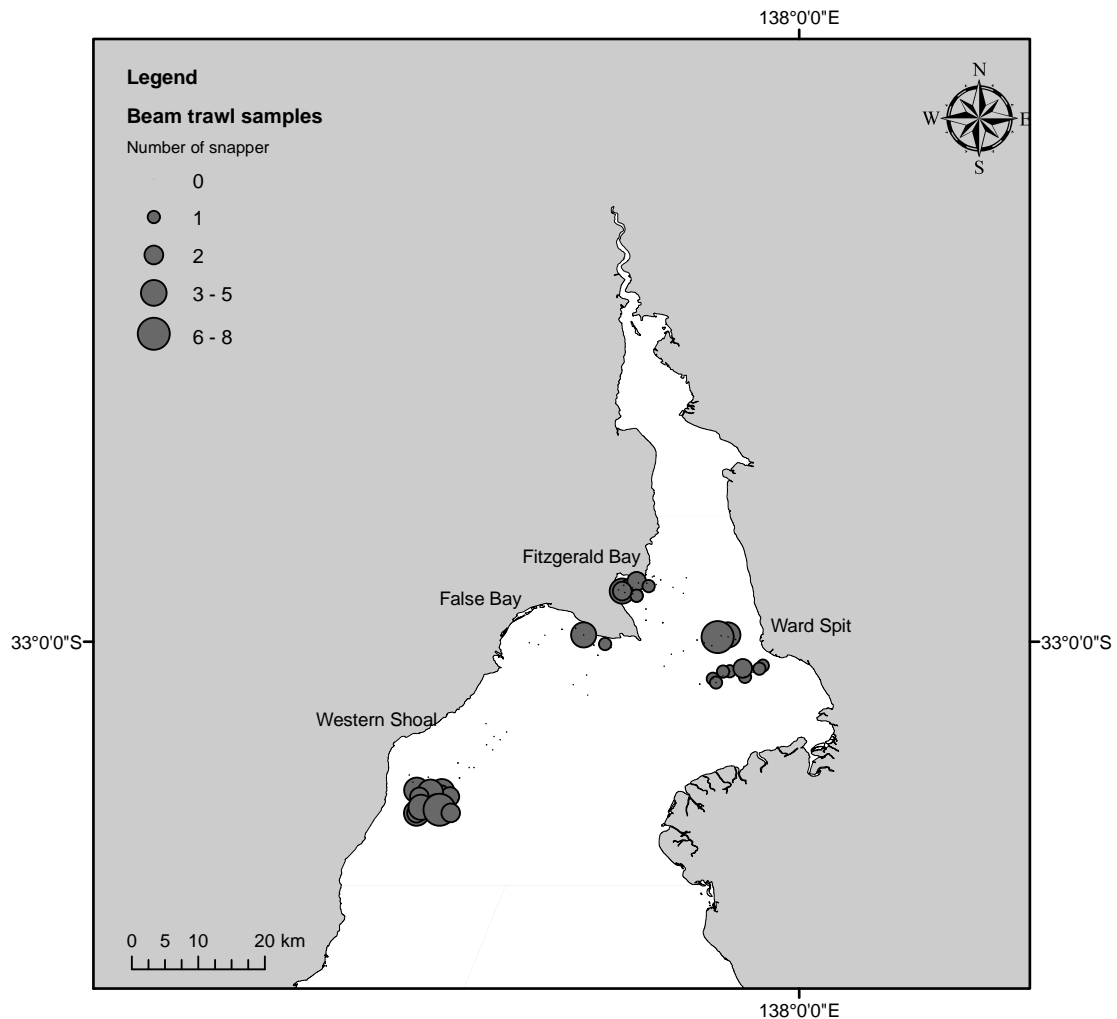 138°0'0"E
Legend
Beam trawl samples
Number of snapper
0
1
2
3 - 5
6 - 8
N
W
E
S
Fitzgerald Bay
False Bay
Ward Spit
33°0'0"S
33°0'0"S
Western Shoal
0 5 10 20 km
138°0'0"E